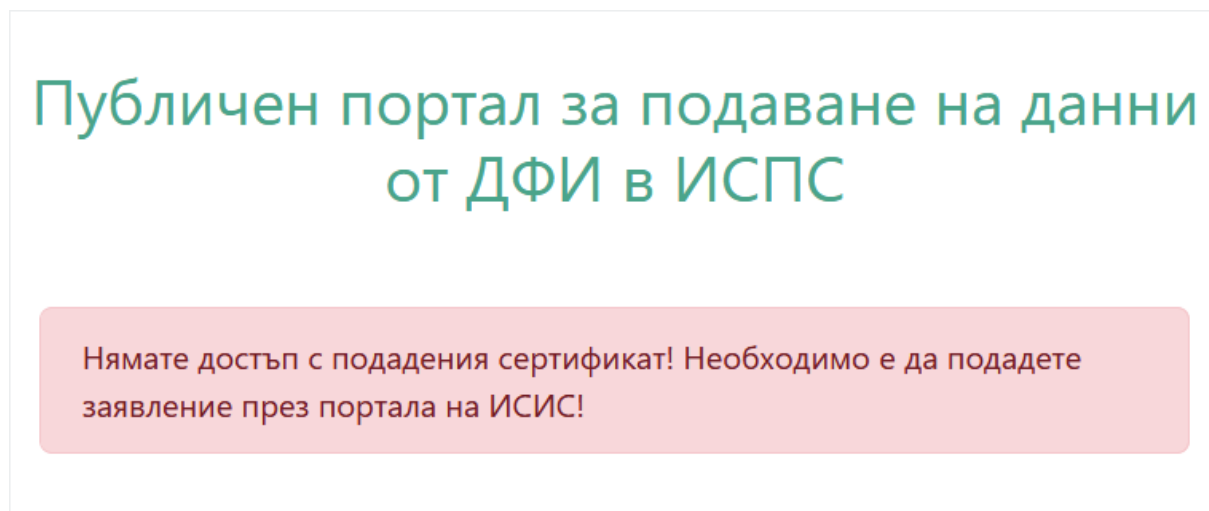 Публичен портал за подаване на данни
от ДФИ в ИСПС
Нямате достъп с подадения сертификат! Необходимо е да подадете
заявление през портала на ИСИС!